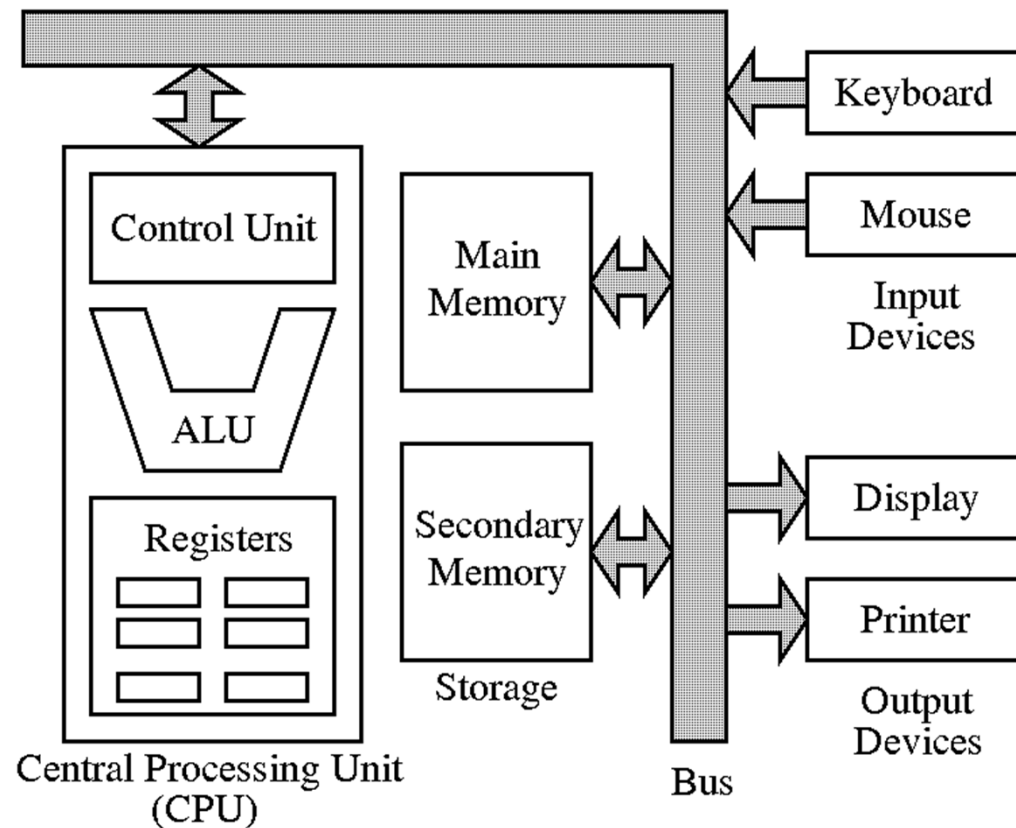 Control Unit
ALU
Registers
Central Processing Unit
(CPU)
Main
Memory
Secondary
Memory
Storage
Bus
Keyboard
Mouse
Input
Devices
Display
Printer
Output
Devices